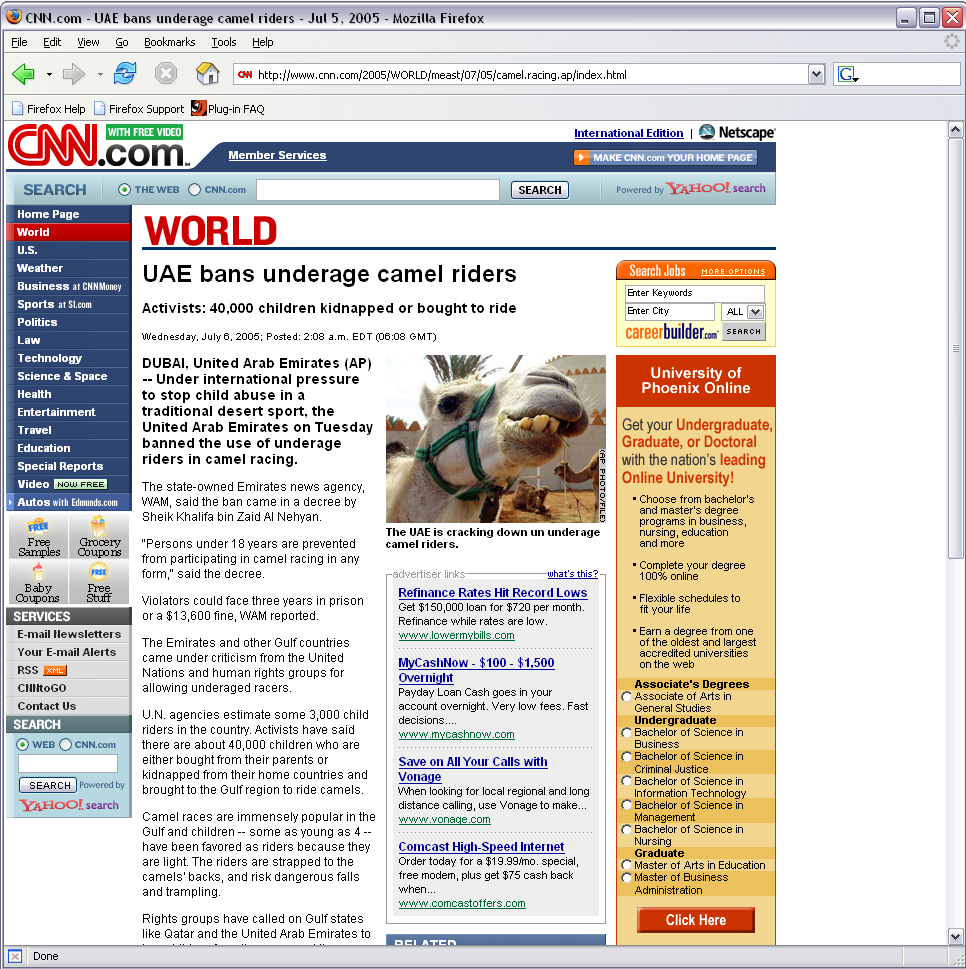 CNN.com - UAE bans underage camel riders - Jul 5, 2005 - Mozilla Firefox
File Edit View Go Bookmarks Tools Help
CNN http://www.cnn.com/2005/WORLD/meast/07/05/camel.racing.ap/index.html
G
Firefox Help Firefox Support Plug-in FAQ
CNN.com
WITH FREE VIDEO
International Edition | Netscape
Member Services
MAKE CNN.com YOUR HOME PAGE
SEARCH THE WEB CNN.com SEARCH Powered by YAHOO! search
Home Page
World
U.S.
Weather
Business at CNNMoney
Sports at SI.com
Politics
Law
Technology
Science & Space
Health
Entertainment
Travel
Education
Special Reports
Video NOW FREE
Autos with Edmunds.com
FREE
Free Samples
Grocery Coupons
Baby Coupons
FREE
Free Stuff
SERVICES
E-mail Newsletters
Your E-mail Alerts
RSS XML
CNNtoGO
Contact Us
SEARCH
WEB CNN.com
SEARCH Powered by
YAHOO! search
WORLD
UAE bans underage camel riders
Activists: 40,000 children kidnapped or bought to ride
Wednesday, July 6, 2005; Posted: 2:08 a.m. EDT (06:08 GMT)
DUBAI, United Arab Emirates (AP)
-- Under international pressure
to stop child abuse in a
traditional desert sport, the
United Arab Emirates on Tuesday
banned the use of underage
riders in camel racing.
The state-owned Emirates news agency,
WAM, said the ban came in a decree by
Sheik Khalifa bin Zaid Al Nehyan.
"Persons under 18 years are prevented
from participating in camel racing in any
form," said the decree.
Violators could face three years in prison
or a $13,600 fine, WAM reported.
The Emirates and other Gulf countries
came under criticism from the United
Nations and human rights groups for
allowing underaged racers.
U.N. agencies estimate some 3,000 child
riders in the country. Activists have said
there are about 40,000 children who are
either bought from their parents or
kidnapped from their home countries and
brought to the Gulf region to ride camels.
Camel races are immensely popular in the
Gulf and children -- some as young as 4 --
have been favored as riders because they
are light. The riders are strapped to the
camels' backs, and risk dangerous falls
and trampling.
Rights groups have called on Gulf states
like Qatar and the United Arab Emirates to
(AP PHOTO/FILE)
The UAE is cracking down un underage
camel riders.
advertiser links what's this?
Refinance Rates Hit Record Lows
Get $150,000 loan for $720 per month.
Refinance while rates are low.
www.lowermybills.com
MyCashNow - $100 - $1,500
Overnight
Payday Loan Cash goes in your
account overnight. Very low fees. Fast
decisions....
www.mycashnow.com
Save on All Your Calls with
Vonage
When looking for local regional and long
distance calling, use Vonage to make...
www.vonage.com
Comcast High-Speed Internet
Order today for a $19.99/mo. special,
free modem, plus get $75 cash back
when...
www.comcastoffers.com
RELATED
Search Jobs MORE OPTIONS
Enter Keywords
Enter City ALL
careerbuilder.com SEARCH
University of
Phoenix Online
Get your Undergraduate,
Graduate, or Doctoral
with the nation's leading
Online University!
• Choose from bachelor's
and master's degree
programs in business,
nursing, education
and more
• Complete your degree
100% online
• Flexible schedules to
fit your life
• Earn a degree from one
of the oldest and largest
accredited universities
on the web
Associate's Degrees
Associate of Arts in
General Studies
Undergraduate
Bachelor of Science in
Business
Bachelor of Science in
Criminal Justice
Bachelor of Science in
Information Technology
Bachelor of Science in
Management
Bachelor of Science in
Nursing
Graduate
Master of Arts in Education
Master of Business
Administration
Click Here
Done